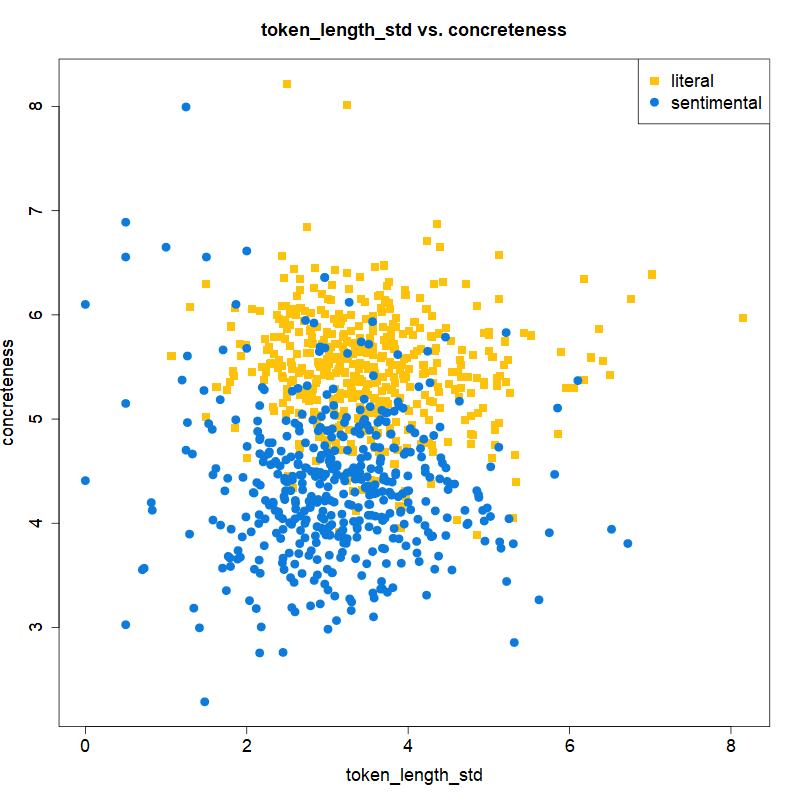 token_length_std vs. concreteness
literal
sentimental
8
7
6
5
4
3
concreteness
0 2 4 6 8
token_length_std